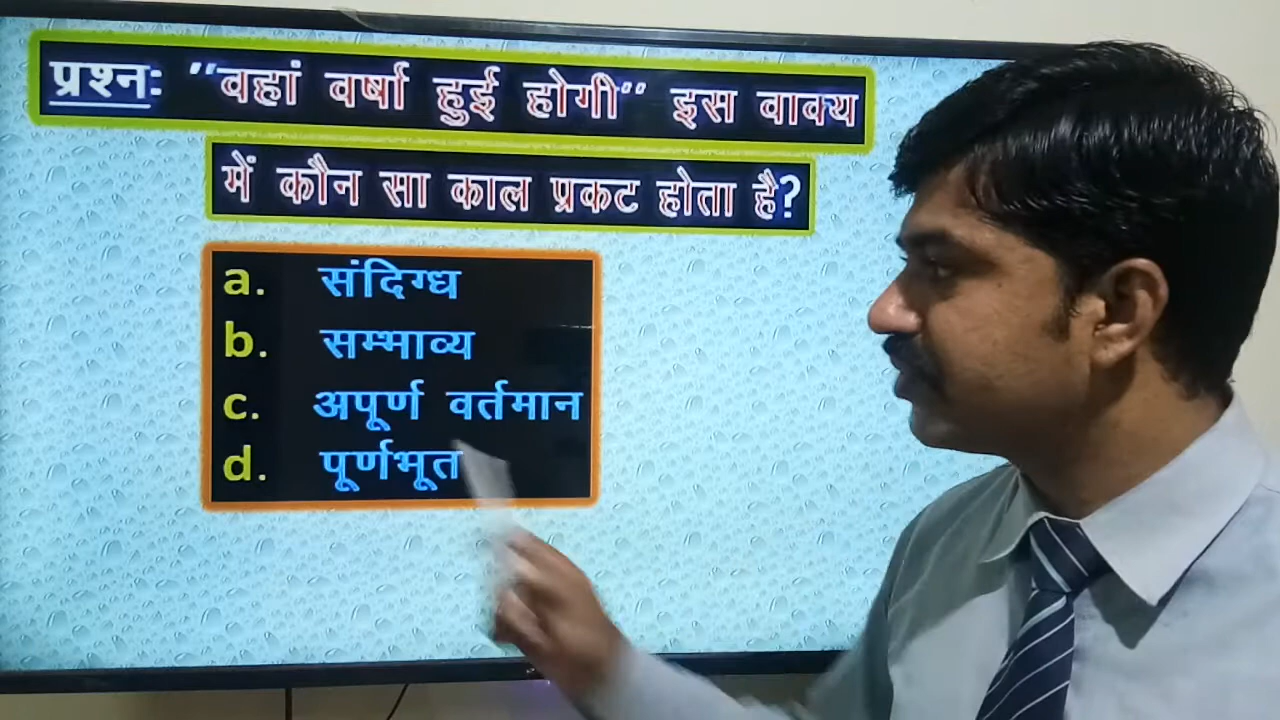 प्रश्नः ‘‘वहां वर्षा हुई होगी’’ इस वाक्य
में कौन सा काल प्रकट होता है?
a. संदिग्ध
b. सम्भाव्य
c. अपूर्ण वर्तमान
d. पूर्णभूत